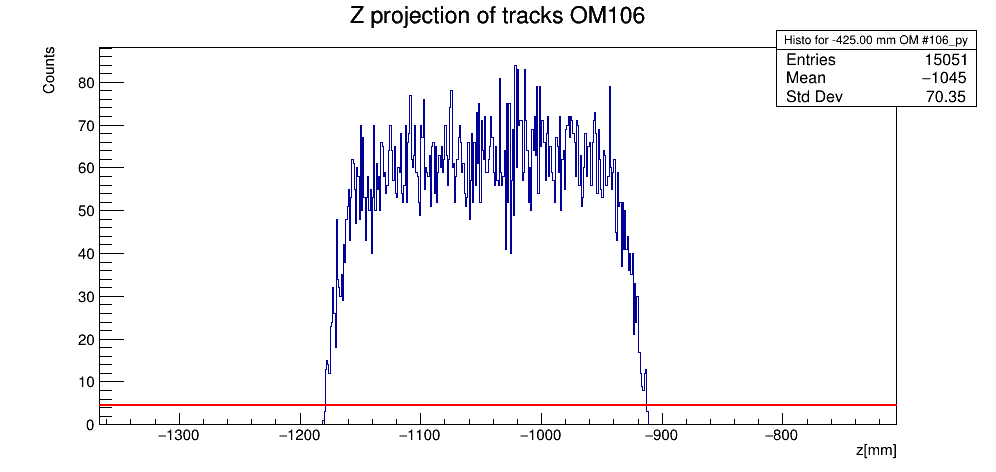 Z projection of tracks OM106
Histo for -425.00 mm OM #106_py
Entries 15051
Mean −1045
Std Dev 70.35
Counts
80
70
60
50
40
30
20
10
0
−1300 −1200 −1100 −1000 −900 −800
z[mm]